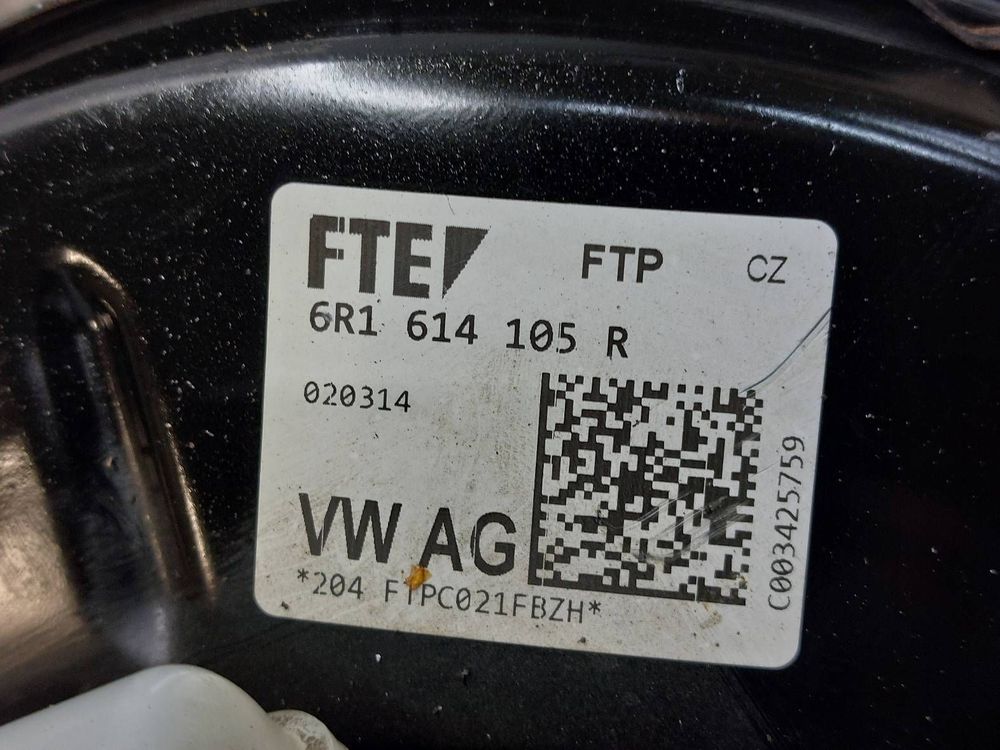 FTE FTP CZ
6R1 614 105 R
020314
VW AG
*204 FTPC021FBZH*
C003425759